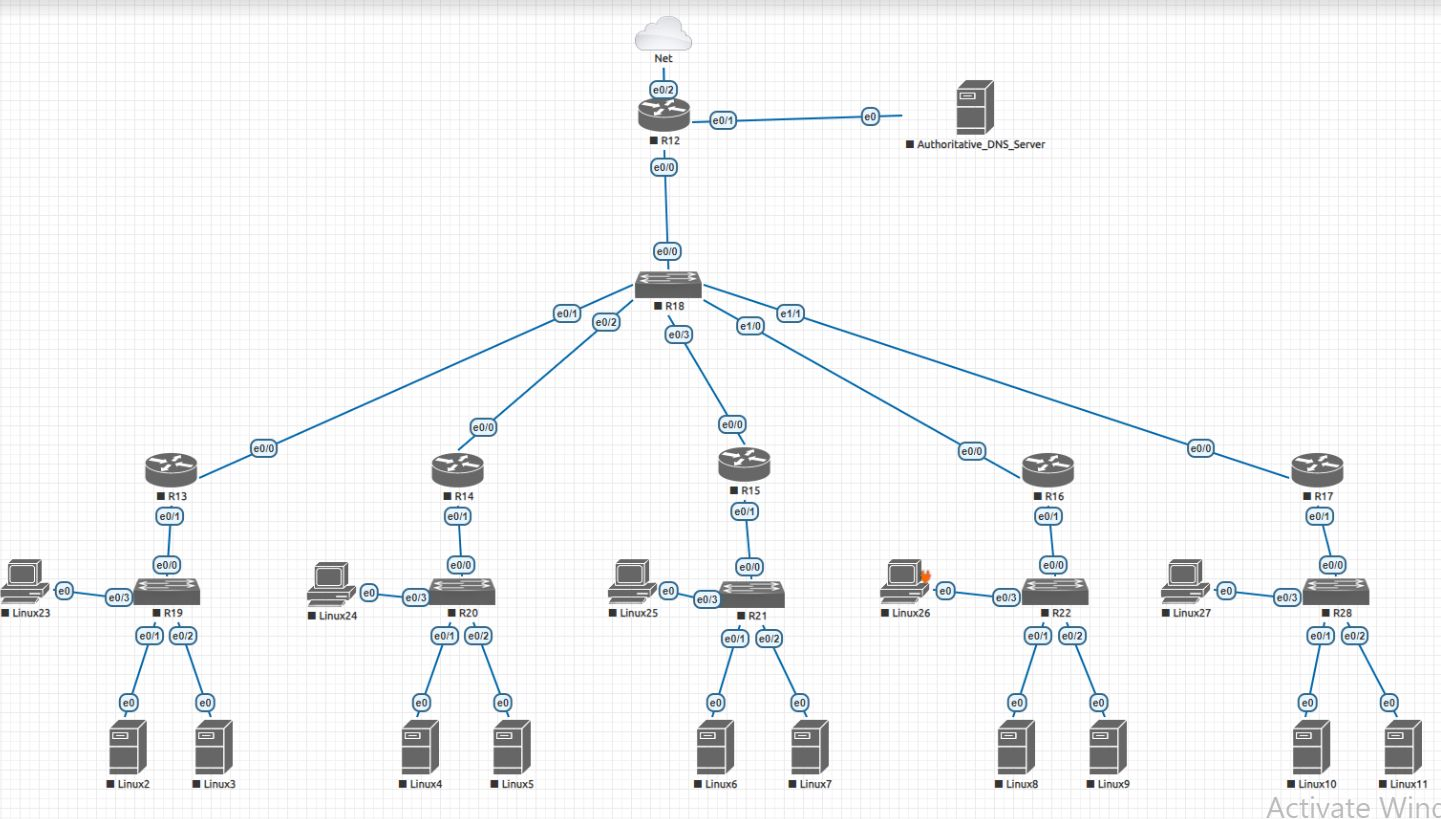 Net
e0/2
e0/1
e0
R12
Authoritative_DNS_Server
e0/0
e0/0
R18
e0/1
e0/2
e0/3
e1/0
e1/1
e0/0
e0/0
e0/0
e0/0
e0/0
R13
R14
R15
R16
R17
e0/1
e0/1
e0/1
e0/1
e0/1
e0/0
e0/0
e0/0
e0/0
e0/0
e0
e0/3
e0
e0/3
e0
e0/3
e0
e0/3
e0
e0/3
Linux23
R19
Linux24
R20
Linux25
R21
Linux26
R22
Linux27
R28
e0/1
e0/2
e0/1
e0/2
e0/1
e0/2
e0/1
e0/2
e0/1
e0/2
e0
e0
e0
e0
e0
e0
e0
e0
e0
e0
Linux2
Linux3
Linux4
Linux5
Linux6
Linux7
Linux8
Linux9
Linux10
Linux11
Activate Wind